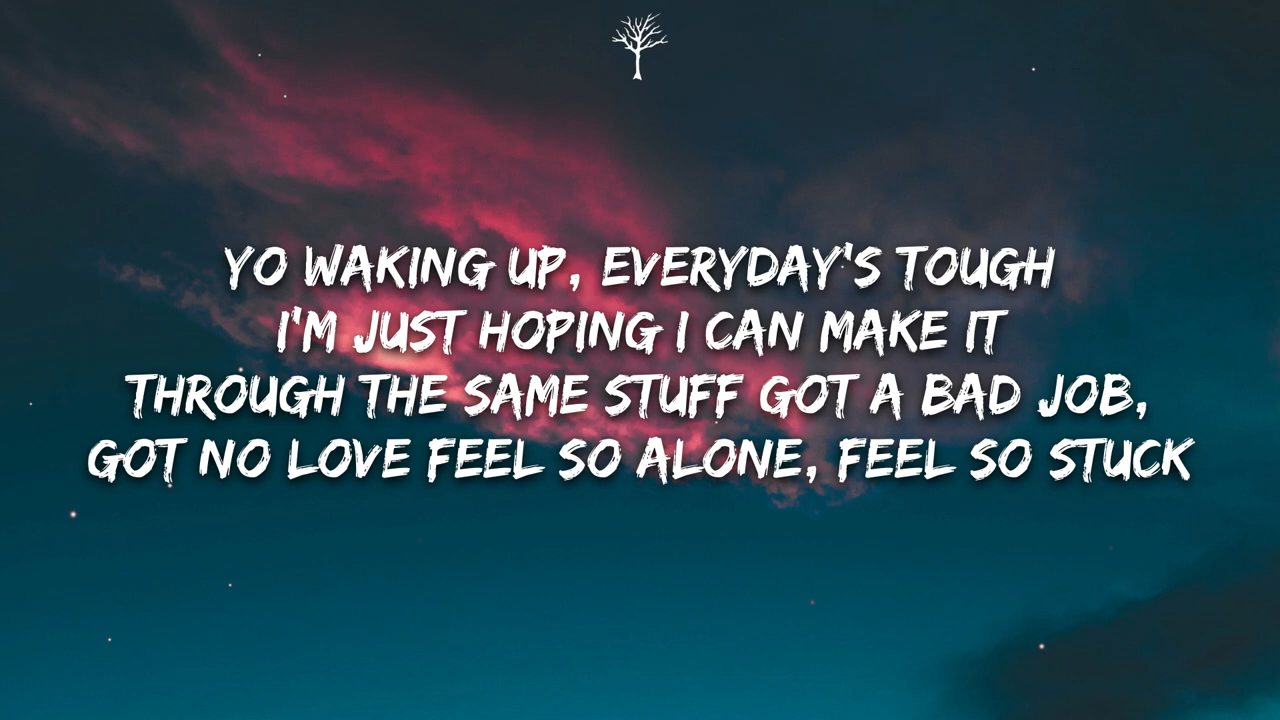 YO WAKING UP, EVERYDAY'S TOUGH
I'M JUST HOPING I CAN MAKE IT
THROUGH THE SAME STUFF GOT A BAD JOB,
GOT NO LOVE FEEL SO ALONE, FEEL SO STUCK